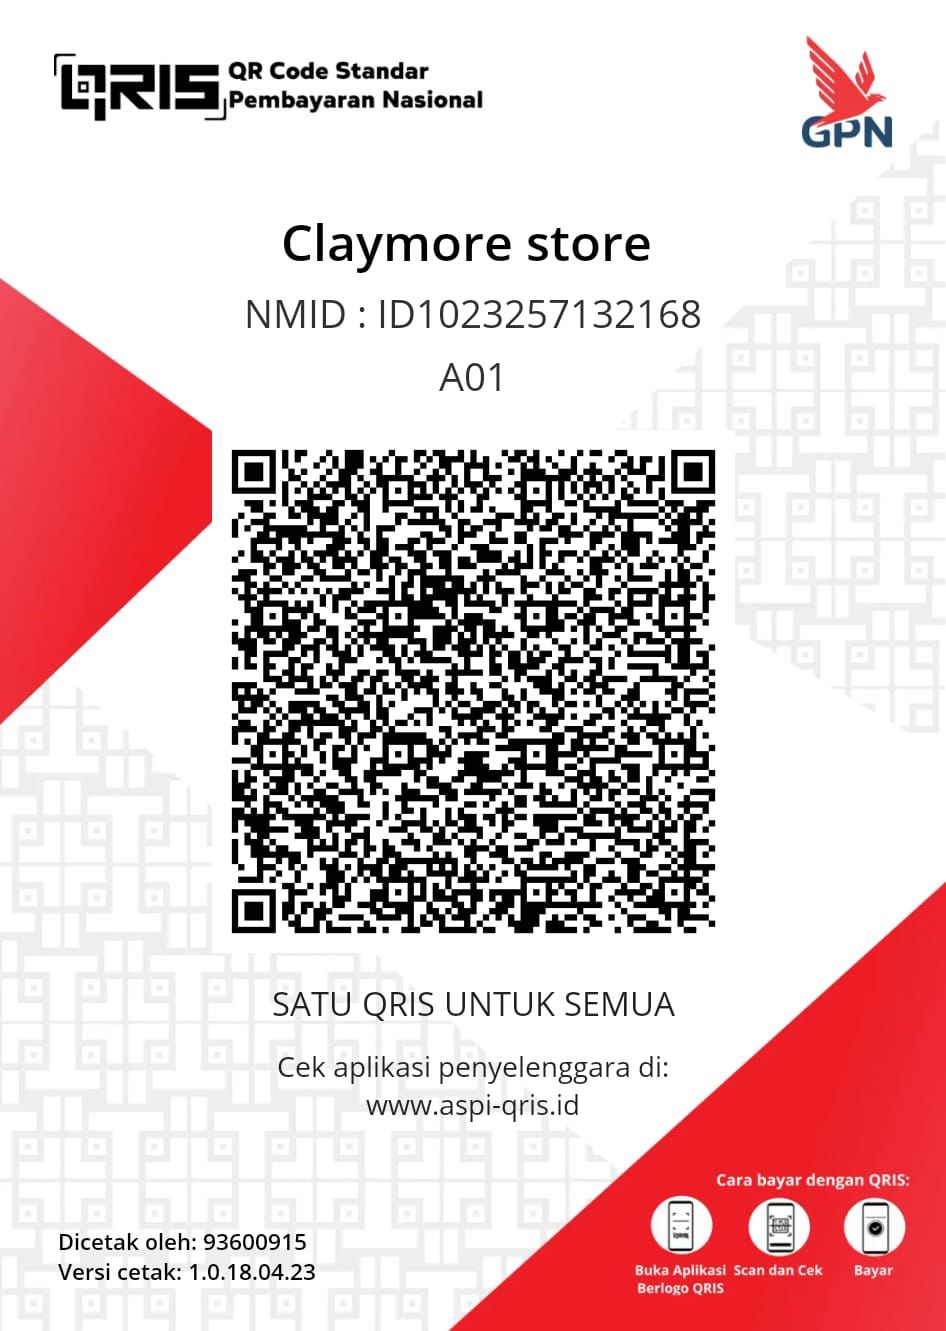 QRIS
QR Code Standar
Pembayaran Nasional
GPN
Claymore store
NMID : ID1023257132168
A01
SATU QRIS UNTUK SEMUA
Cek aplikasi penyelenggara di:
www.aspi-qris.id
Dicetak oleh: 93600915
Versi cetak: 1.0.18.04.23
Cara bayar dengan QRIS:
Buka Aplikasi
Berlogo QRIS
Scan dan Cek
Bayar